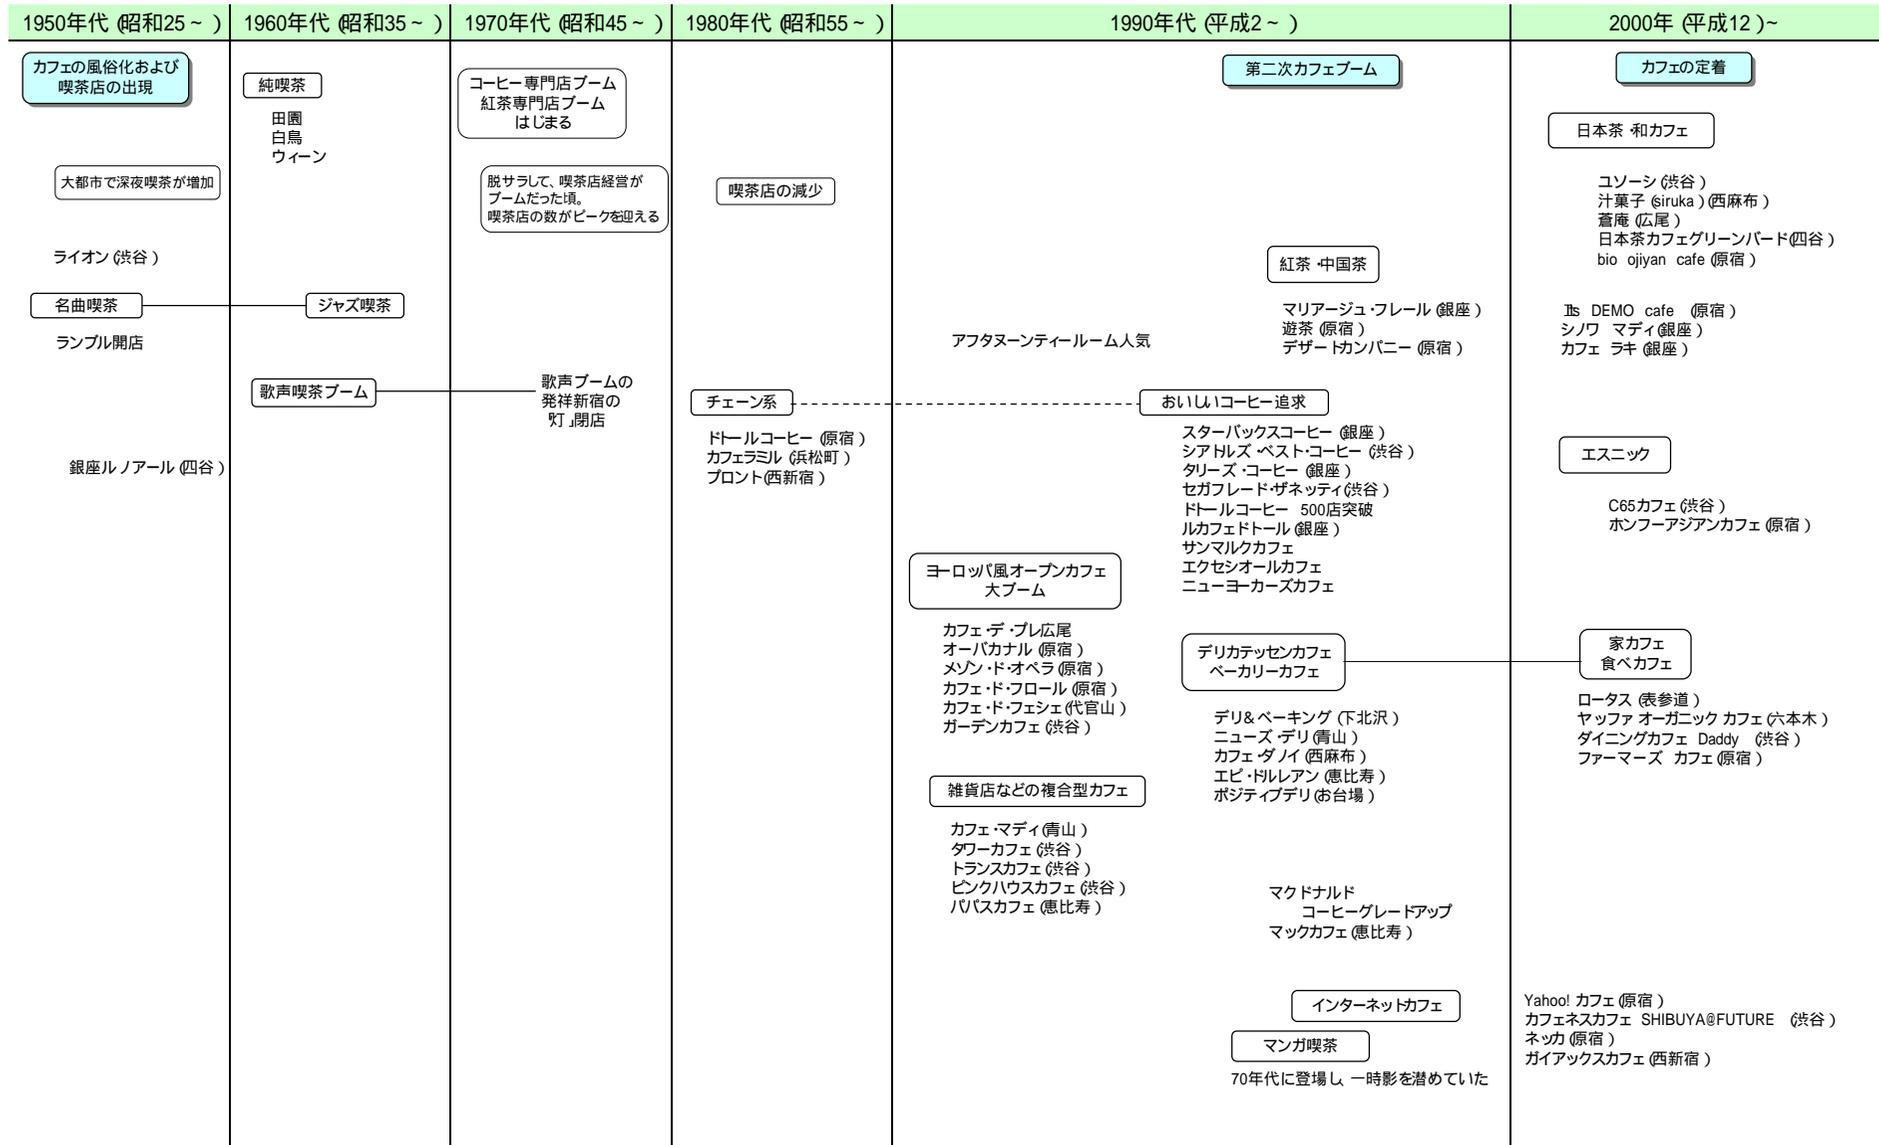 1950年代（昭和25～）
1960年代（昭和35～）
1970年代（昭和45～）
1980年代（昭和55～）
1990年代（平成2～）
2000年（平成12）～
カフェの風俗化および
喫茶店の出現
大都市で深夜喫茶が増加
ライオン（渋谷）
名曲喫茶
ランブル開店
銀座ルノアール（四谷）
純喫茶
田園
白鳥
ウィーン
ジャズ喫茶
歌声喫茶ブーム
コーヒー専門店ブーム
紅茶専門店ブーム
はじまる
脱サラして、喫茶店経営が
ブームだった頃。
喫茶店の数がピークを迎える
歌声ブームの
発祥新宿の
「灯」閉店
喫茶店の減少
チェーン系
ドトールコーヒー（原宿）
カフェラミル（浜松町）
プロント（西新宿）
第二次カフェブーム
紅茶・中国茶
マリアージュ・フレール（銀座）
遊茶（原宿）
デザートカンパニー（原宿）
アフタヌーンティールーム人気
おいしいコーヒー追求
スターバックスコーヒー（銀座）
シアトルズ・ベスト・コーヒー（渋谷）
タリーズ・コーヒー（銀座）
セガフレード・ザネッティ（渋谷）
ドトールコーヒー 500店突破
ルカフェドトール（銀座）
サンマルクカフェ
エクセシオールカフェ
ニューヨーカーズカフェ
ヨーロッパ風オープンカフェ
大ブーム
カフェ・デ・プレ広尾
オーバカナル（原宿）
メゾン・ド・オペラ（原宿）
カフェ・ド・フロール（原宿）
カフェ・ド・フェシェ（代官山）
ガーデンカフェ（渋谷）
デリカテッセンカフェ
ベーカリーカフェ
デリ＆ベーキング（下北沢）
ニューズ・デリ（青山）
カフェ・ダノイ（西麻布）
エピ・ドルレアン（恵比寿）
ポジティブデリ（お台場）
雑貨店などの複合型カフェ
カフェ・マディ（青山）
タワーカフェ（渋谷）
トランスカフェ（渋谷）
ピンクハウスカフェ（渋谷）
パパスカフェ（恵比寿）
マクドナルド
コーヒーグレードアップ
マックカフェ（恵比寿）
インターネットカフェ
マンガ喫茶
70年代に登場し、一時影を潜めていた
カフェの定着
日本茶・和カフェ
ユソーシ（渋谷）
汁菓子（siruka）（西麻布）
蒼庵（広尾）
日本茶カフェグリーンバード（四谷）
bio ojiyan cafe（原宿）
It's DEMO cafe （原宿）
シノワ マディ（銀座）
カフェ ラキ（銀座）
エスニック
C65カフェ（渋谷）
ホンフーアジアンカフェ（原宿）
家カフェ
食べカフェ
ロータス（表参道）
ヤッファ オーガニック カフェ（六本木）
ダイニングカフェ Daddy （渋谷）
ファーマーズ カフェ（原宿）
Yahoo! カフェ（原宿）
カフェネスカフェ SHIBUYA@FUTURE （渋谷）
ネッカ（原宿）
ガイアックスカフェ（西新宿）